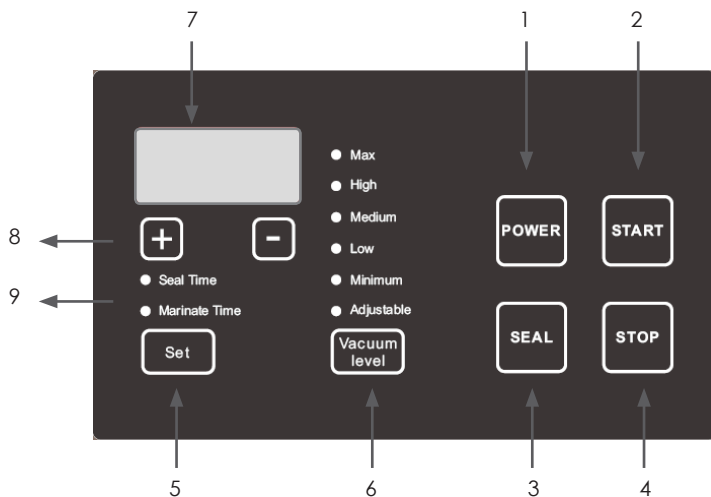 7
1
2
Max
High
Medium
Low
Minimum
Adjustable
Vacuum
level
8
+
-
9
Seal Time
Marinate Time
Set
POWER
START
SEAL
STOP
5
6
3
4